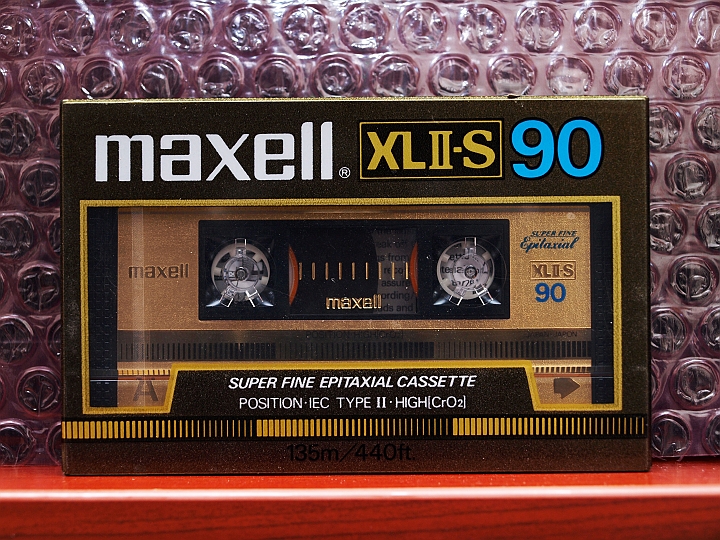 maxell® XLII-S 90
SUPER FINE
Epitaxial
maxell
XLII-S
90
maxell
A
SUPER FINE EPITAXIAL CASSETTE
POSITION·IEC TYPE II·HIGH[CrO₂]
135m/440ft.